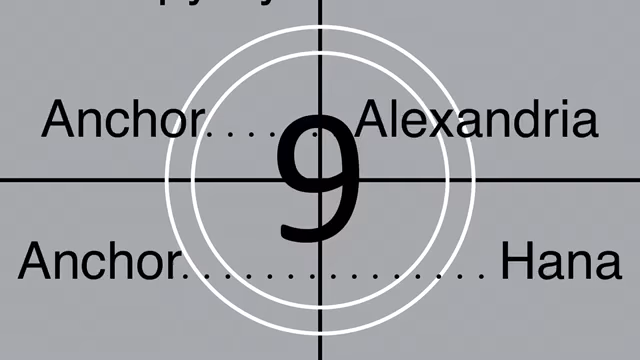 Anchor..... Alexandria
9
Anchor............... Hana